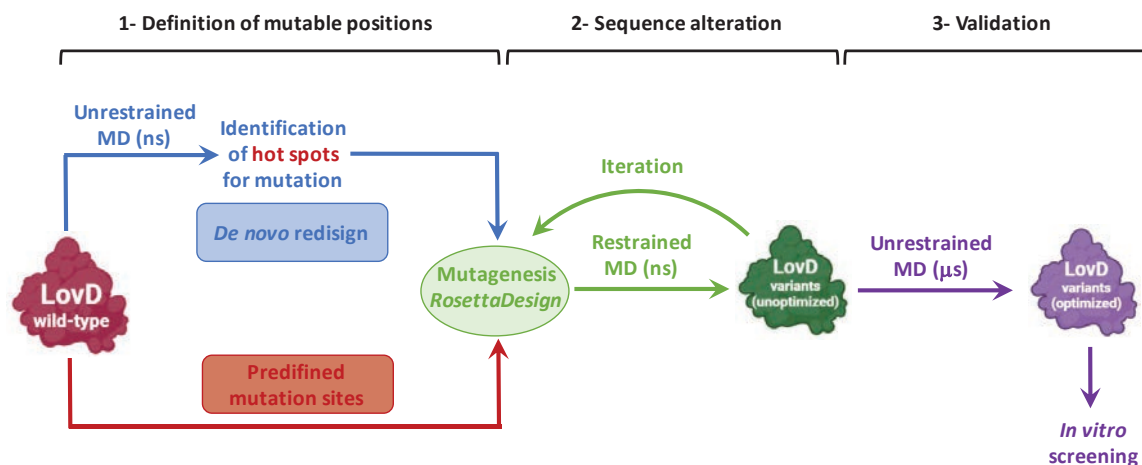 1- Definition of mutable positions
2- Sequence alteration
3- Validation
Unrestrained
MD (ns)
Identification
of hot spots
for mutation
De novo redisign
LovD
wild-type
Predifined
mutation sites
Mutagenesis
RosettaDesign
Iteration
Restrained
MD (ns)
LovD
variants
(unoptimized)
Unrestrained
MD (μs)
LovD
variants
(optimized)
In vitro
screening